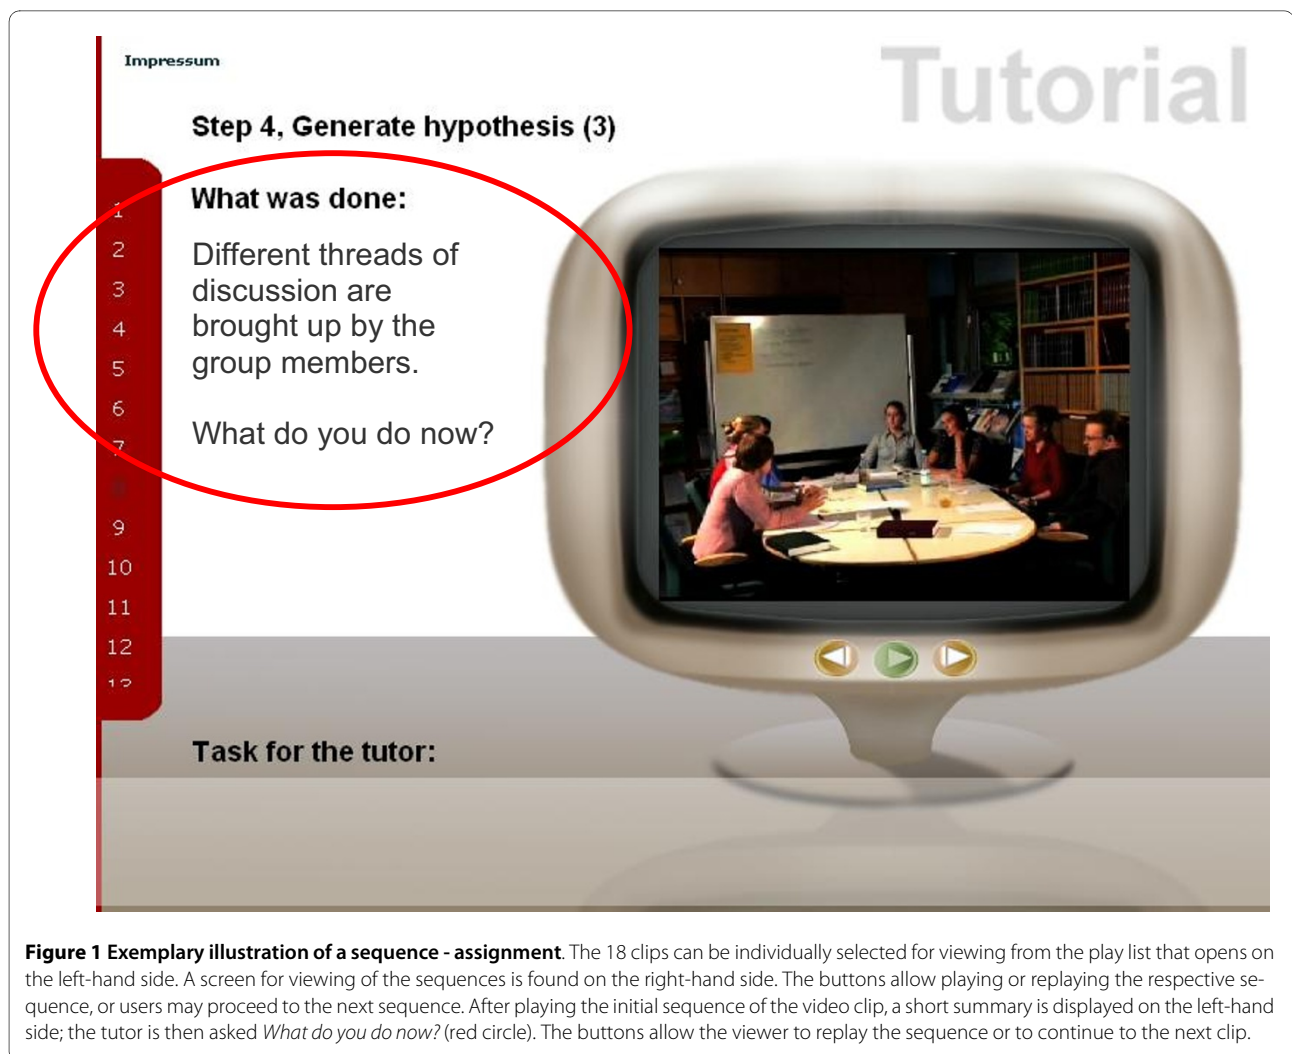 Impressum
Tutorial
Step 4, Generate hypothesis (3)
What was done:
Different threads of
discussion are
brought up by the
group members.
What do you do now?
1
2
3
4
5
6
7
8
9
10
11
12
13
Task for the tutor:
Figure 1 Exemplary illustration of a sequence - assignment. The 18 clips can be individually selected for viewing from the play list that opens on
the left-hand side. A screen for viewing of the sequences is found on the right-hand side. The buttons allow playing or replaying the respective se-
quence, or users may proceed to the next sequence. After playing the initial sequence of the video clip, a short summary is displayed on the left-hand
side; the tutor is then asked What do you do now? (red circle). The buttons allow the viewer to replay the sequence or to continue to the next clip.